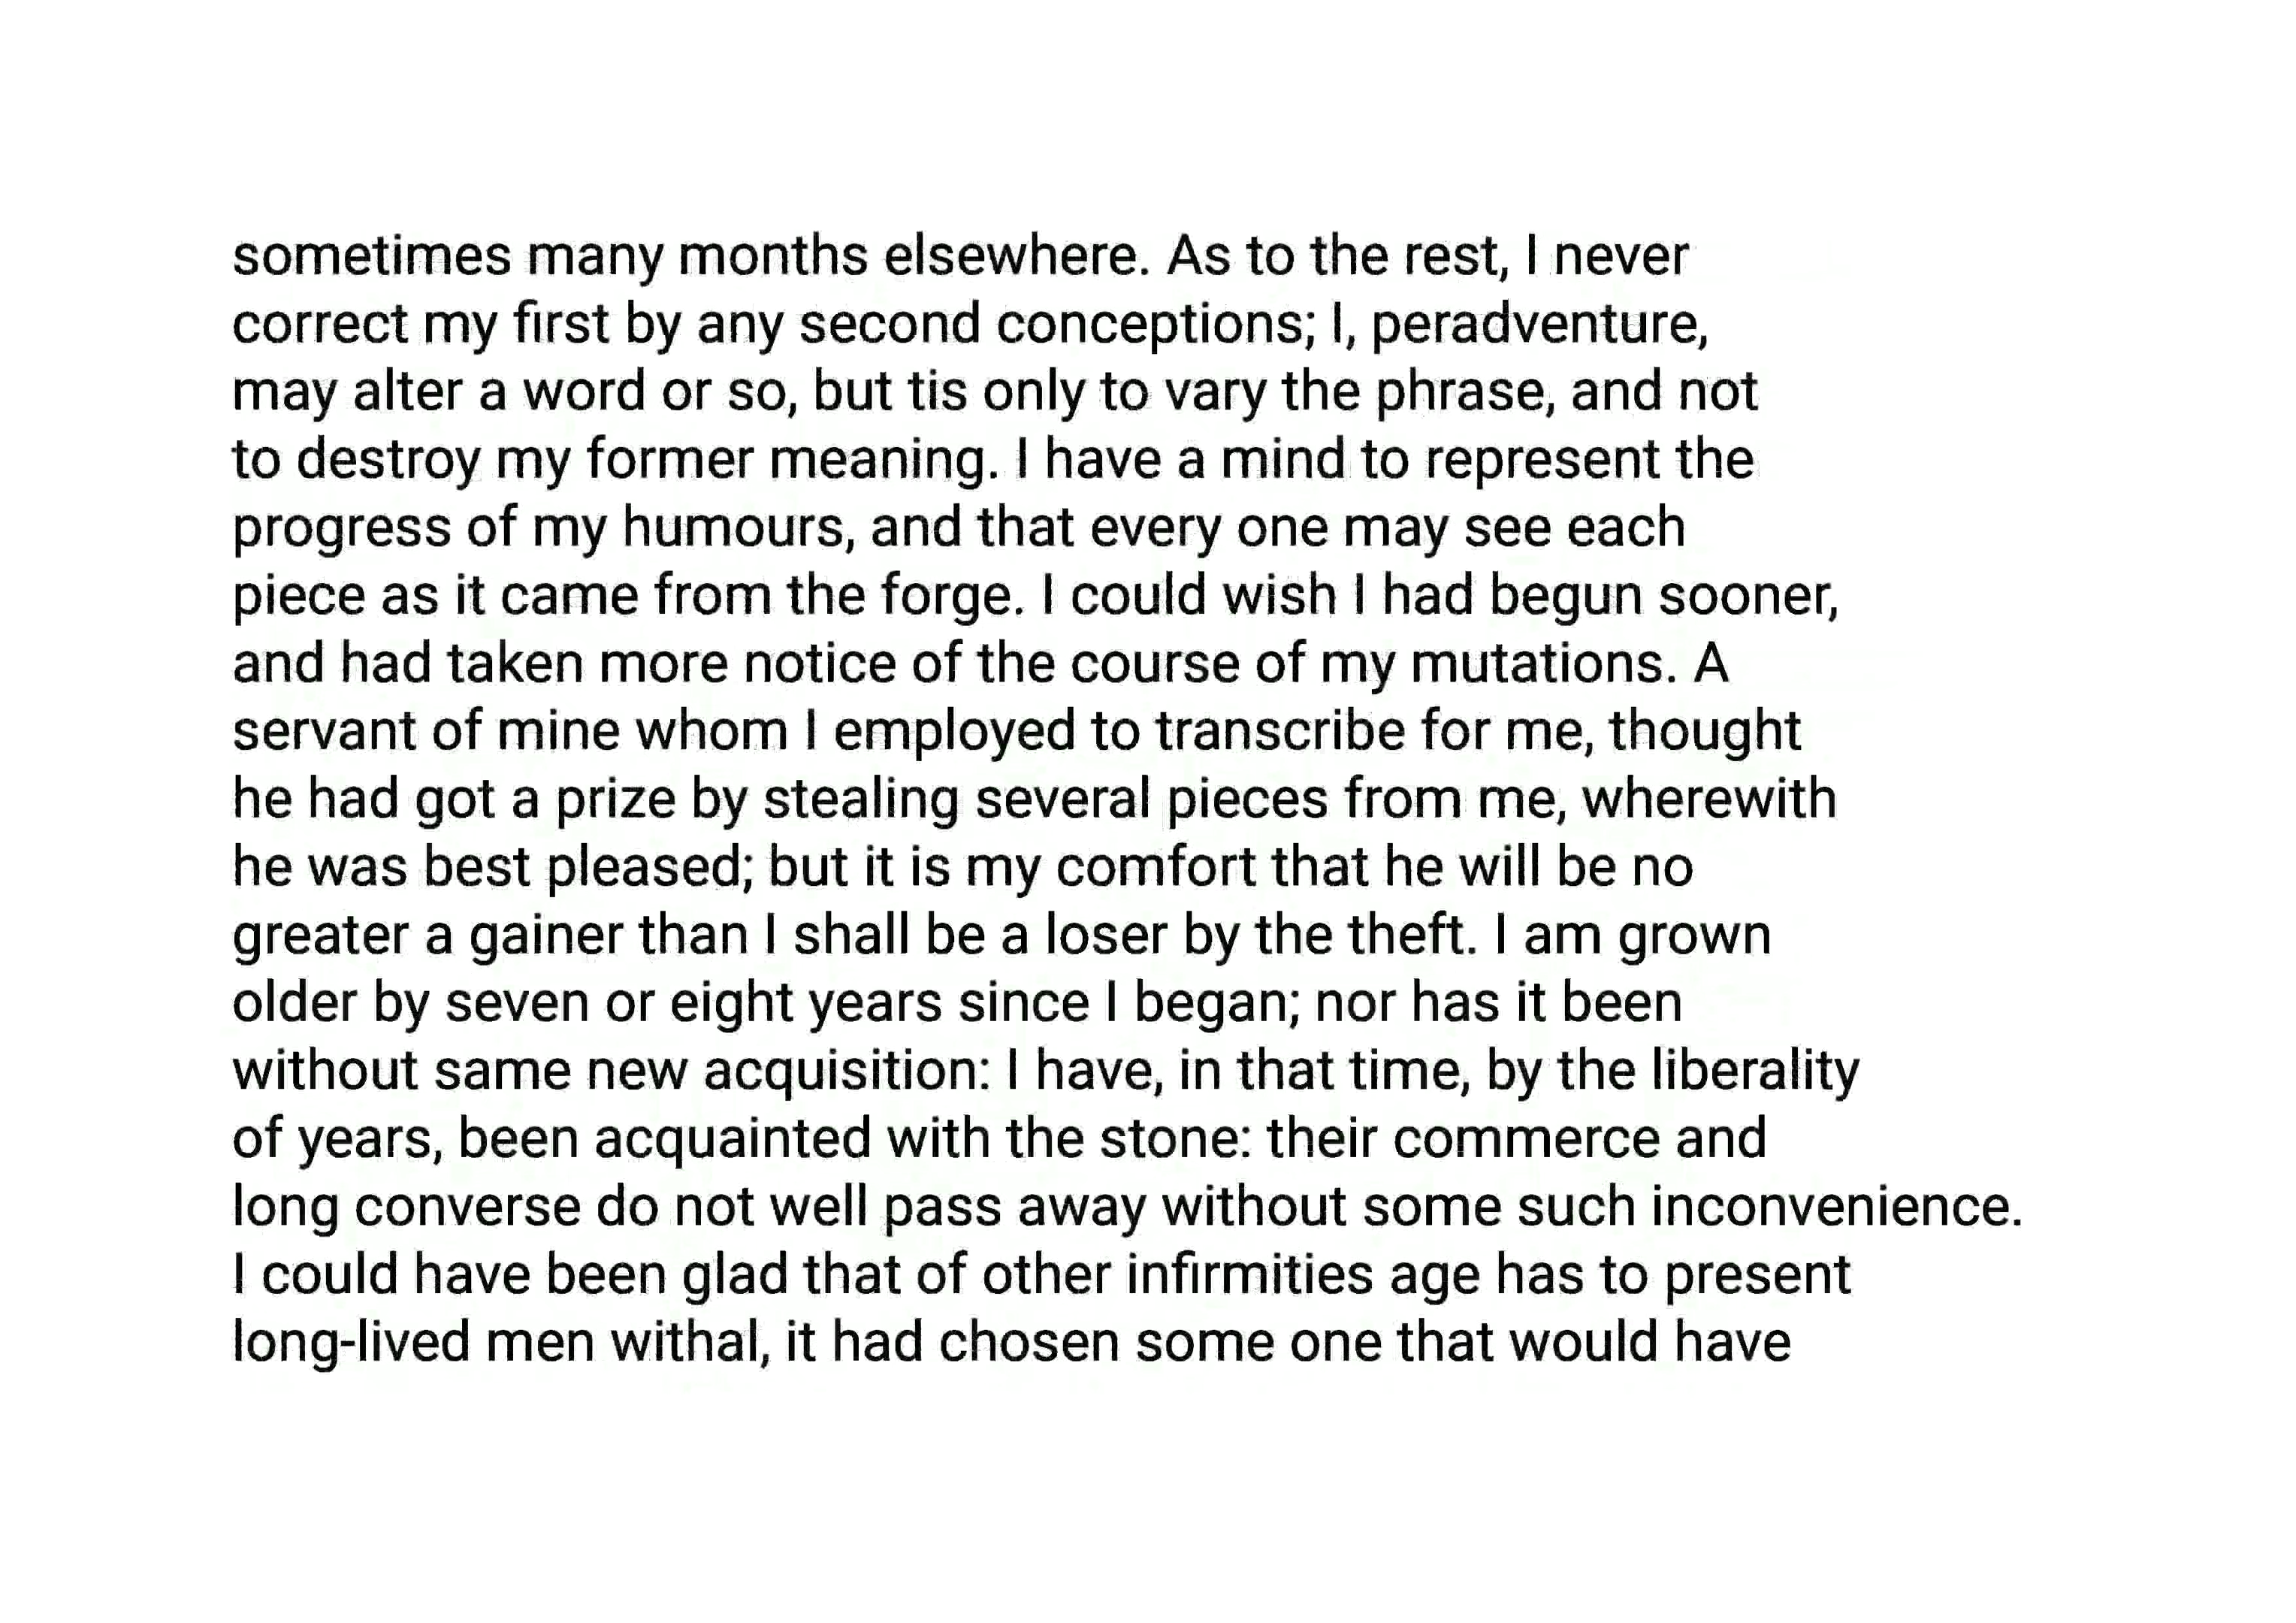 sometimes many months elsewhere. As to the rest, I never
correct my first by any second conceptions; I, peradventure,
may alter a word or so, but tis only to vary the phrase, and not
to destroy my former meaning. I have a mind to represent the
progress of my humours, and that every one may see each
piece as it came from the forge. I could wish I had begun sooner,
and had taken more notice of the course of my mutations. A
servant of mine whom I employed to transcribe for me, thought
he had got a prize by stealing several pieces from me, wherewith
he was best pleased; but it is my comfort that he will be no
greater a gainer than I shall be a loser by the theft. I am grown
older by seven or eight years since I began; nor has it been
without same new acquisition: I have, in that time, by the liberality
of years, been acquainted with the stone: their commerce and
long converse do not well pass away without some such inconvenience.
I could have been glad that of other infirmities age has to present
long-lived men withal, it had chosen some one that would have